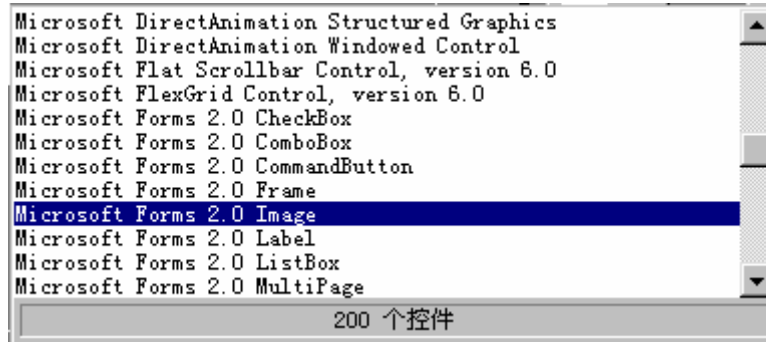 Microsoft DirectAnimation Structured Graphics
Microsoft DirectAnimation Windowed Control
Microsoft Flat Scrollbar Control, version 6.0
Microsoft FlexGrid Control, version 6.0
Microsoft Forms 2.0 CheckBox
Microsoft Forms 2.0 ComboBox
Microsoft Forms 2.0 CommandButton
Microsoft Forms 2.0 Frame
Microsoft Forms 2.0 Image
Microsoft Forms 2.0 Label
Microsoft Forms 2.0 ListBox
Microsoft Forms 2.0 MultiPage
200 个控件